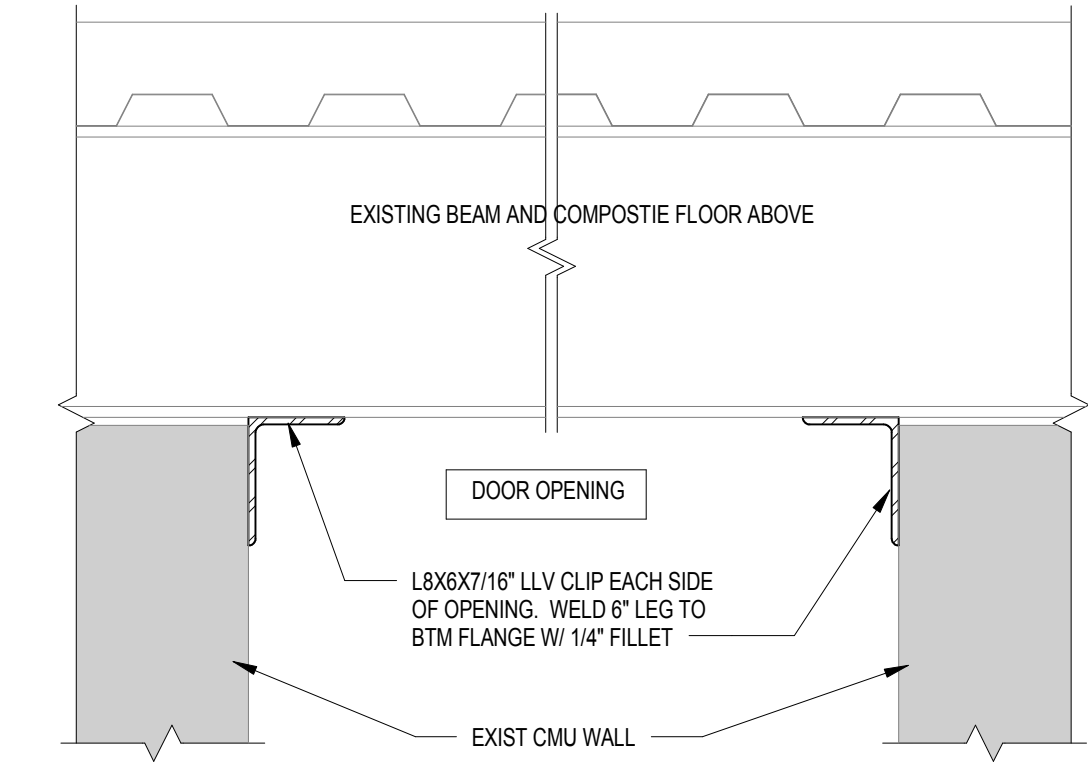 EXISTING BEAM AND COMPOSTIE FLOOR ABOVE
DOOR OPENING
L8X6X7/16" LLV CLIP EACH SIDE
OF OPENING. WELD 6" LEG TO
BTM FLANGE W/ 1/4" FILLET
EXIST CMU WALL